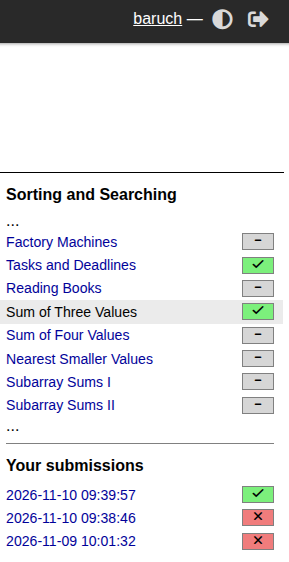 baruch —
Sorting and Searching
...
Factory Machines –
Tasks and Deadlines ✓
Reading Books –
Sum of Three Values ✓
Sum of Four Values –
Nearest Smaller Values –
Subarray Sums I –
Subarray Sums II –
...
Your submissions
2026-11-10 09:39:57 ✓
2026-11-10 09:38:46 ✕
2026-11-09 10:01:32 ✕